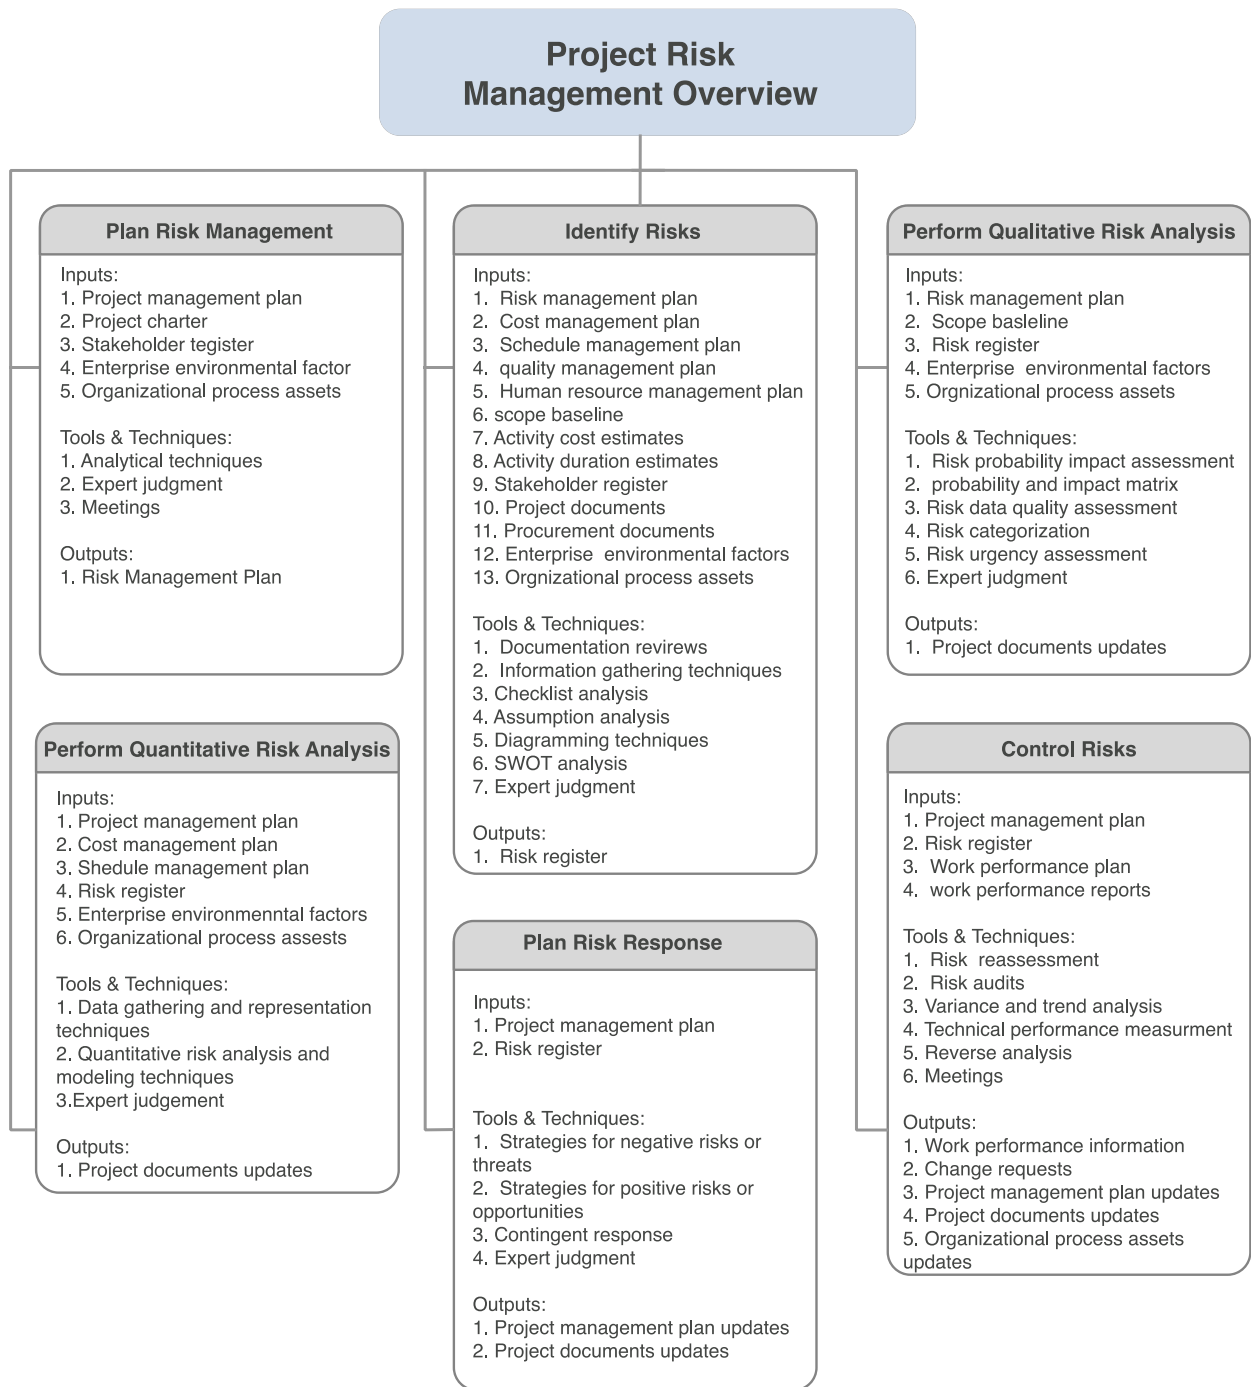 Project Risk
Management Overview
Plan Risk Management
Inputs:
1. Project management plan
2. Project charter
3. Stakeholder tegister
4. Enterprise environmental factor
5. Organizational process assets
Tools & Techniques:
1. Analytical techniques
2. Expert judgment
3. Meetings
Outputs:
1. Risk Management Plan
Identify Risks
Inputs:
1. Risk management plan
2. Cost management plan
3. Schedule management plan
4. quality management plan
5. Human resource management plan
6. scope baseline
7. Activity cost estimates
8. Activity duration estimates
9. Stakeholder register
10. Project documents
11. Procurement documents
12. Enterprise environmental factors
13. Orgnizational process assets
Tools & Techniques:
1. Documentation revirews
2. Information gathering techniques
3. Checklist analysis
4. Assumption analysis
5. Diagramming techniques
6. SWOT analysis
7. Expert judgment
Outputs:
1. Risk register
Perform Qualitative Risk Analysis
Inputs:
1. Risk management plan
2. Scope basleline
3. Risk register
4. Enterprise environmental factors
5. Orgnizational process assets
Tools & Techniques:
1. Risk probability impact assessment
2. probability and impact matrix
3. Risk data quality assessment
4. Risk categorization
5. Risk urgency assessment
6. Expert judgment
Outputs:
1. Project documents updates
Perform Quantitative Risk Analysis
Inputs:
1. Project management plan
2. Cost management plan
3. Shedule management plan
4. Risk register
5. Enterprise environmenntal factors
6. Organizational process assests
Tools & Techniques:
1. Data gathering and representation
techniques
2. Quantitative risk analysis and
modeling techniques
3.Expert judgement
Outputs:
1. Project documents updates
Plan Risk Response
Inputs:
1. Project management plan
2. Risk register
Tools & Techniques:
1. Strategies for negative risks or
threats
2. Strategies for positive risks or
opportunities
3. Contingent response
4. Expert judgment
Outputs:
1. Project management plan updates
2. Project documents updates
Control Risks
Inputs:
1. Project management plan
2. Risk register
3. Work performance plan
4. work performance reports
Tools & Techniques:
1. Risk reassessment
2. Risk audits
3. Variance and trend analysis
4. Technical performance measurment
5. Reverse analysis
6. Meetings
Outputs:
1. Work performance information
2. Change requests
3. Project management plan updates
4. Project documents updates
5. Organizational process assets
updates